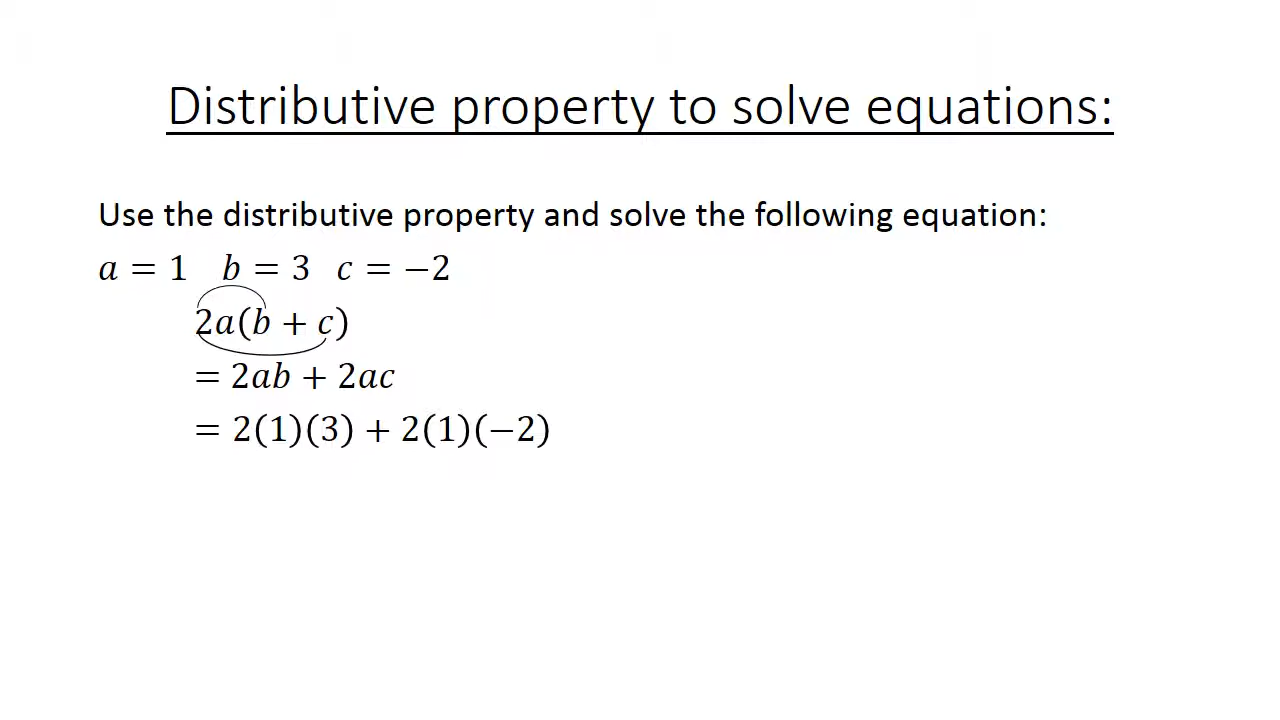 Distributive property to solve equations:
Use the distributive property and solve the following equation:
𝑎 = 1 𝑏 = 3 𝑐 = −2
2𝑎(𝑏 + 𝑐)
= 2𝑎𝑏 + 2𝑎𝑐
= 2(1)(3) + 2(1)(−2)